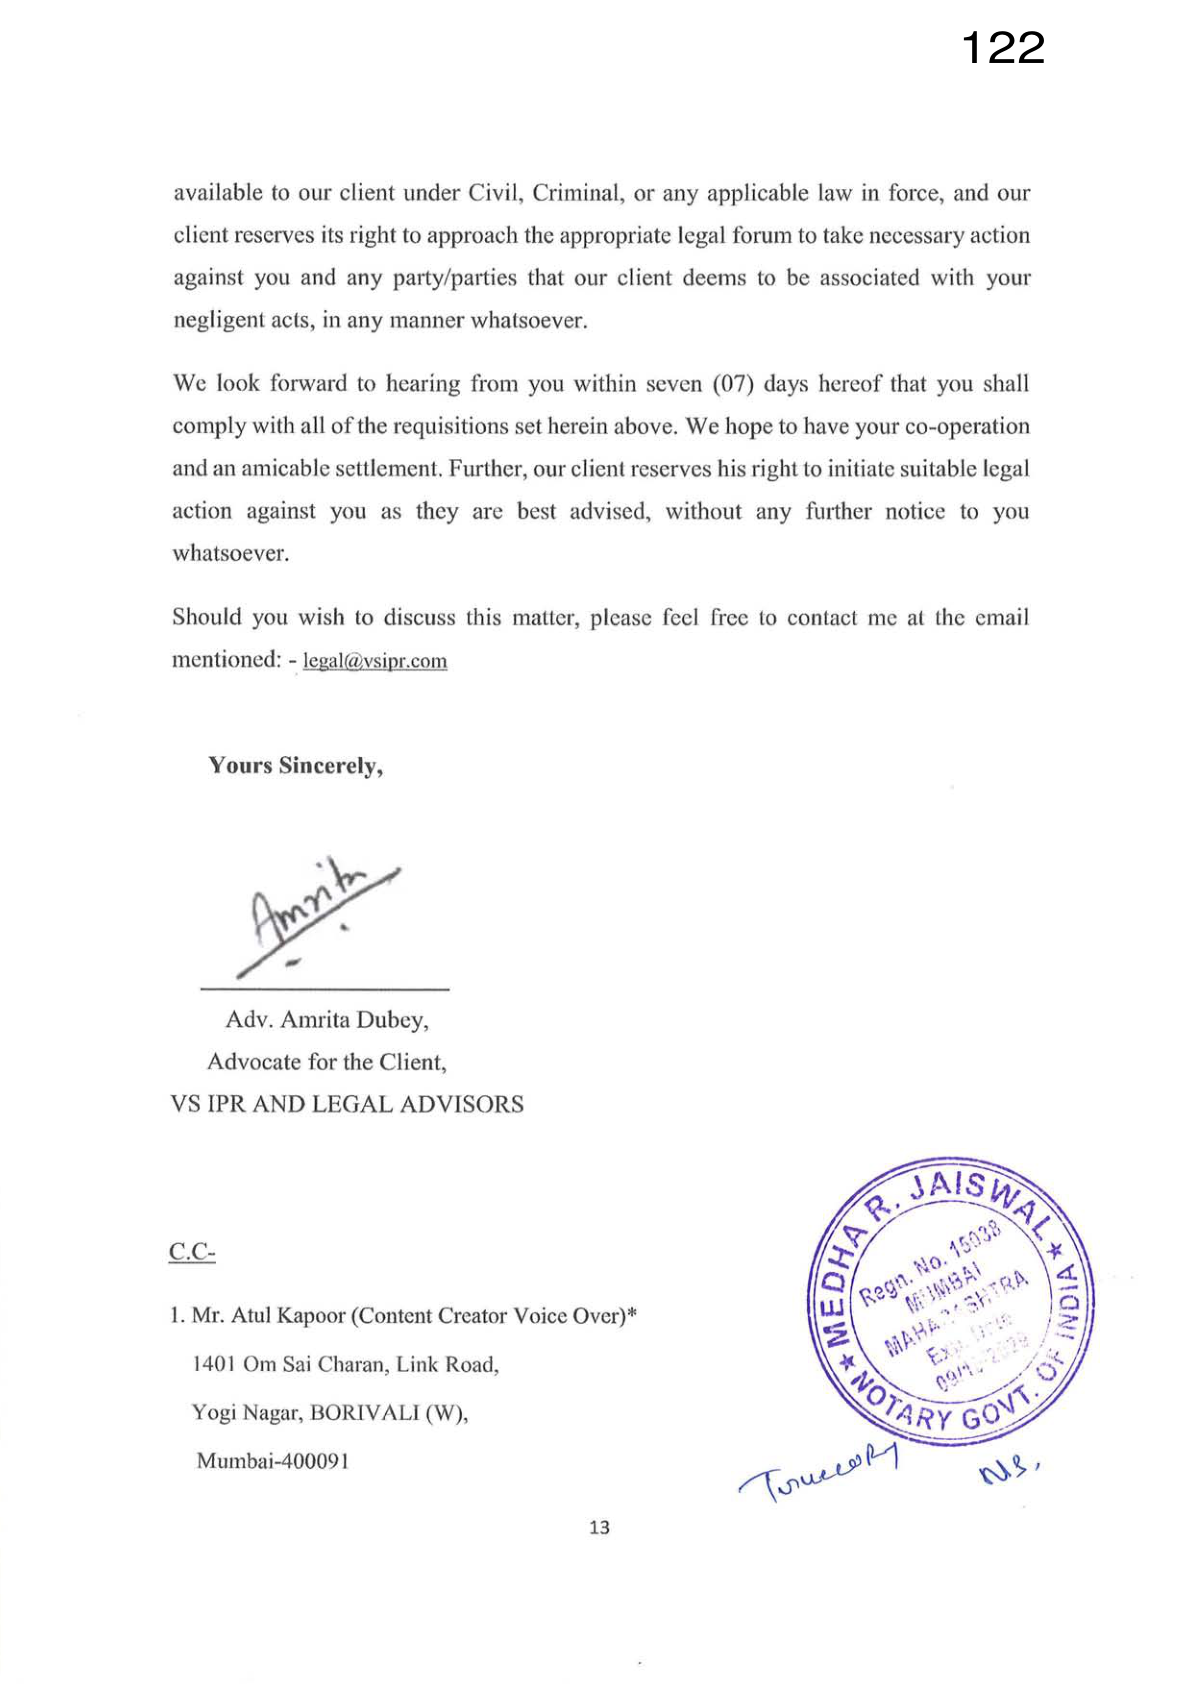 122
available to our client under Civil, Criminal, or any applicable law in force, and our
client reserves its right to approach the appropriate legal forum to take necessary action
against you and any party/parties that our client deems to be associated with your
negligent acts, in any manner whatsoever.
We look forward to hearing from you within seven (07) days hereof that you shall
comply with all of the requisitions set herein above. We hope to have your co-operation
and an amicable settlement. Further, our client reserves his right to initiate suitable legal
action against you as they are best advised, without any further notice to you
whatsoever.
Should you wish to discuss this matter, please feel free to contact me at the email
mentioned: - legal@vsipr.com
Yours Sincerely,
Amrita
Adv. Amrita Dubey,
Advocate for the Client,
VS IPR AND LEGAL ADVISORS
C.C-
1. Mr. Atul Kapoor (Content Creator Voice Over)*
1401 Om Sai Charan, Link Road,
Yogi Nagar, BORIVALI (W),
Mumbai-400091
★ MEDHA R. JAISWAL ★
NOTARY GOVT. OF INDIA
Regn. No. 15038
MUMBAI
MAHARASHTRA
Exp. Date
True copy
13